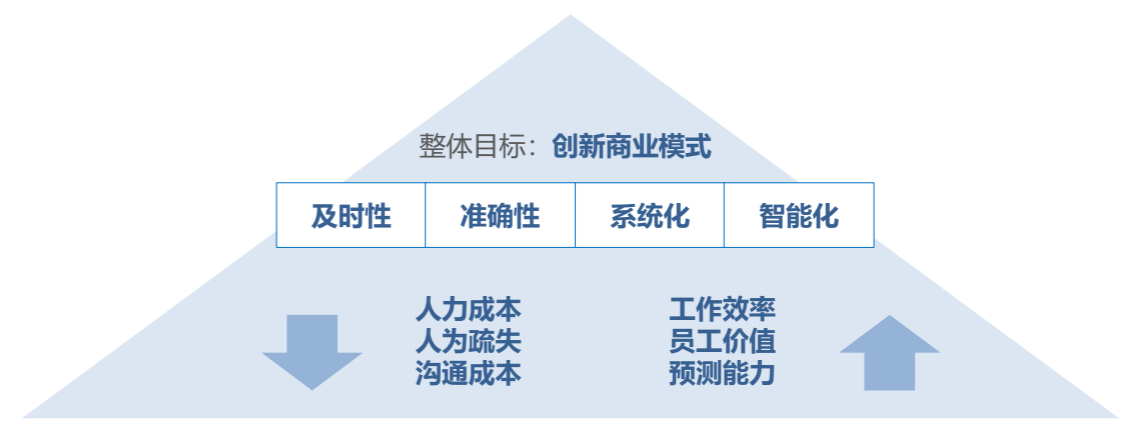 整体目标：创新商业模式
及时性 准确性 系统化 智能化
人力成本 工作效率
人为疏失 员工价值
沟通成本 预测能力